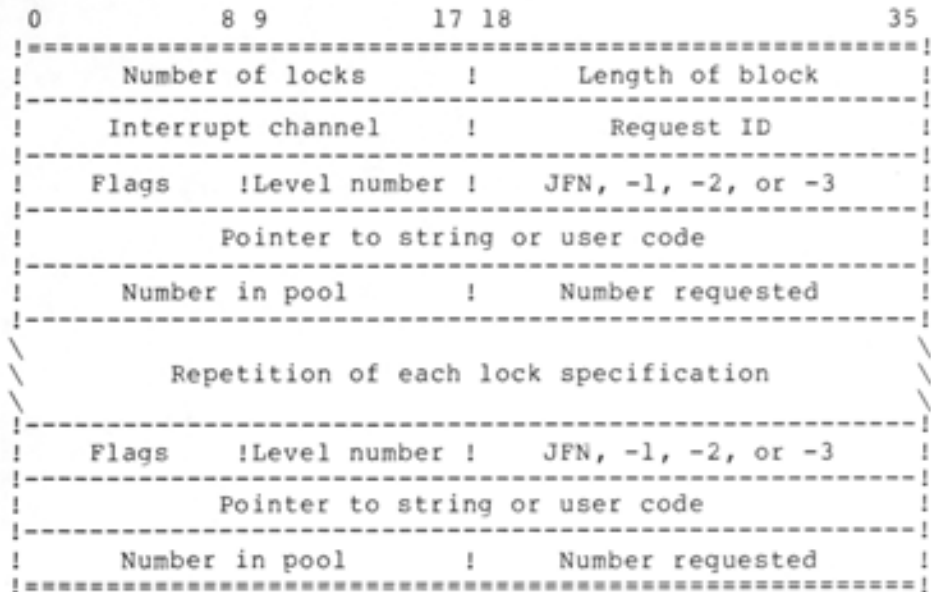 0 8 9 17 18 35
!=======================================================!
! Number of locks ! Length of block !
!-------------------------------------------------------!
! Interrupt channel ! Request ID !
!-------------------------------------------------------!
! Flags !Level number ! JFN, -1, -2, or -3 !
!-------------------------------------------------------!
! Pointer to string or user code !
!-------------------------------------------------------!
! Number in pool ! Number requested !
!-------------------------------------------------------!
\ \
\ Repetition of each lock specification \
\ \
!-------------------------------------------------------!
! Flags !Level number ! JFN, -1, -2, or -3 !
!-------------------------------------------------------!
! Pointer to string or user code !
!-------------------------------------------------------!
! Number in pool ! Number requested !
!=======================================================!